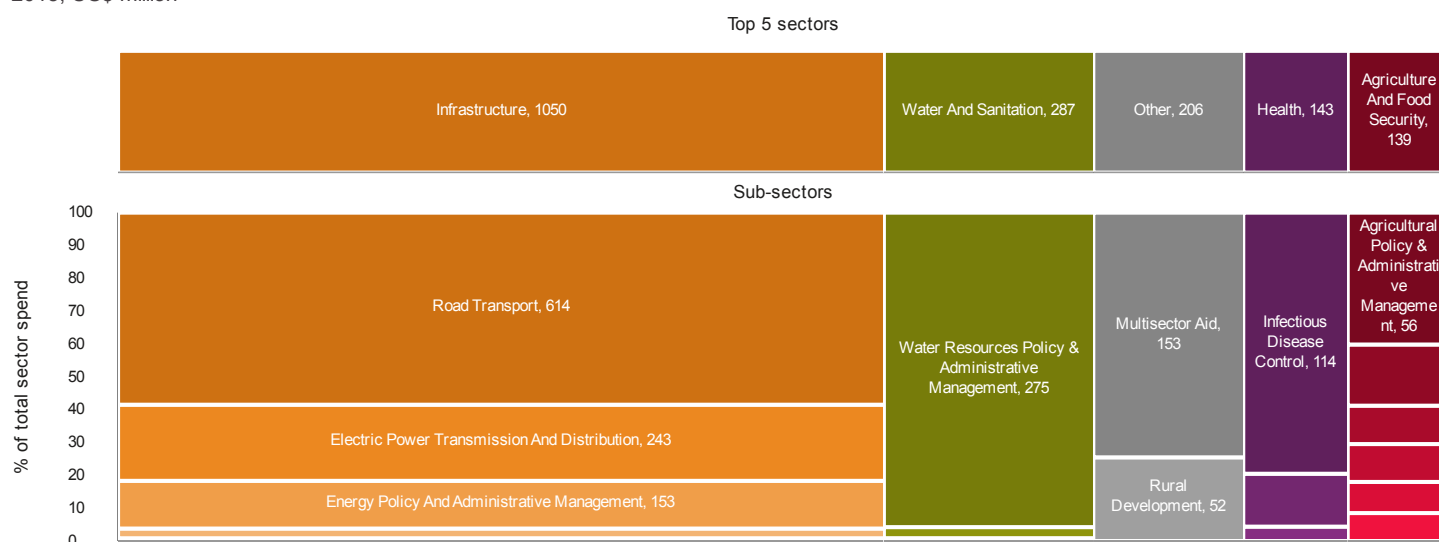 Top 5 sectors
Infrastructure, 1050
Water And Sanitation, 287
Other, 206
Health, 143
Agriculture
And Food
Security,
139
Sub-sectors
% of total sector spend
100
90
80
70
60
50
40
30
20
10
0
Road Transport, 614
Electric Power Transmission And Distribution, 243
Energy Policy And Administrative Management, 153
Water Resources Policy &
Administrative
Management, 275
Multisector Aid,
153
Rural
Development, 52
Infectious
Disease
Control, 114
Agricultural
Policy &
Administrati
ve
Manageme
nt, 56